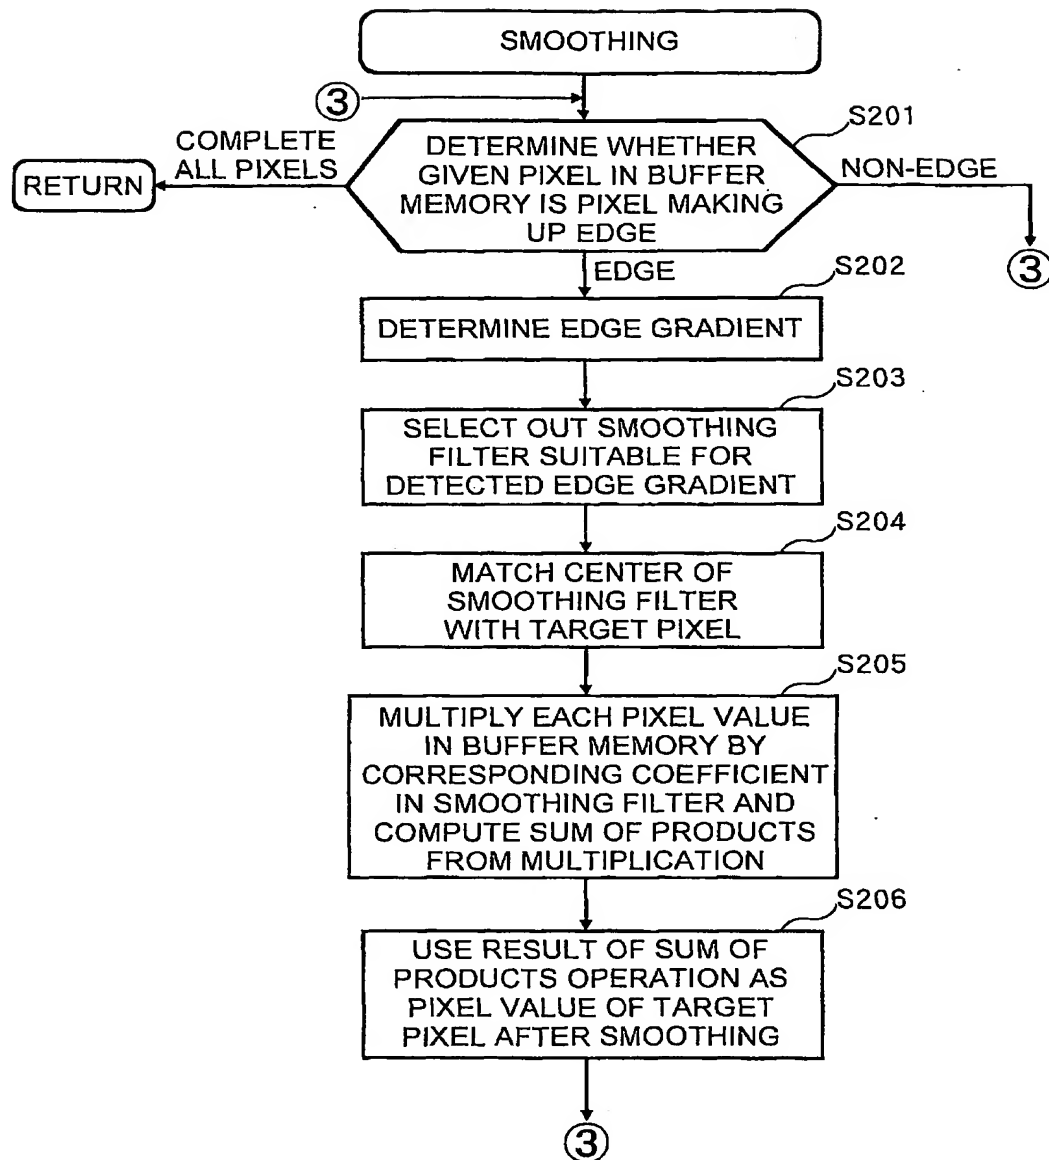 SMOOTHING
③
S201
COMPLETE
ALL PIXELS
DETERMINE WHETHER
GIVEN PIXEL IN BUFFER
MEMORY IS PIXEL MAKING
UP EDGE
NON-EDGE
RETURN
③
EDGE
S202
DETERMINE EDGE GRADIENT
S203
SELECT OUT SMOOTHING
FILTER SUITABLE FOR
DETECTED EDGE GRADIENT
S204
MATCH CENTER OF
SMOOTHING FILTER
WITH TARGET PIXEL
S205
MULTIPLY EACH PIXEL VALUE
IN BUFFER MEMORY BY
CORRESPONDING COEFFICIENT
IN SMOOTHING FILTER AND
COMPUTE SUM OF PRODUCTS
FROM MULTIPLICATION
S206
USE RESULT OF SUM OF
PRODUCTS OPERATION AS
PIXEL VALUE OF TARGET
PIXEL AFTER SMOOTHING
③